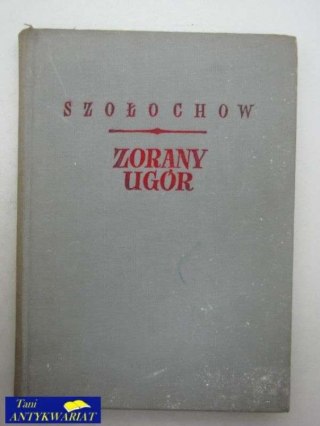 SZOŁOCHOW
ZORANY
UGÓR
Tani
ANTYKWARIAT